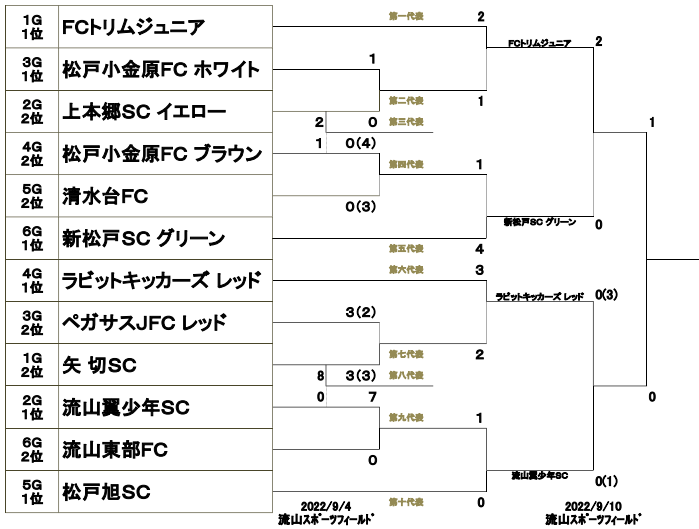 1G 1位 FCトリムジュニア
3G 1位 松戸小金原FC ホワイト
2G 2位 上本郷SC イエロー
4G 2位 松戸小金原FC ブラウン
5G 2位 清水台FC
6G 1位 新松戸SC グリーン
4G 1位 ラビットキッカーズ レッド
3G 2位 ペガサスJFC レッド
1G 2位 矢 切SC
2G 1位 流山翼少年SC
6G 2位 流山東部FC
5G 1位 松戸旭SC
第一代表 2
1
第二代表 1
2 0 第三代表
1 0(4)
第四代表 1
0(3)
第五代表 4
第六代表 3
3(2)
第七代表 2
8 3(3) 第八代表
0 7
第九代表 1
0
第十代表 0
FCトリムジュニア 2
新松戸SC グリーン 0
ラビットキッカーズ レッド 0(3)
流山翼少年SC 0(1)
1
0
2022/9/4
流山スポーツフィールド
2022/9/10
流山スポーツフィールド